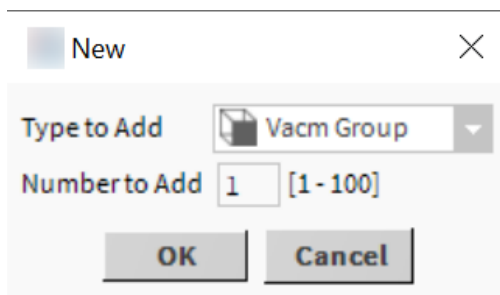 New
Type to Add Vacm Group
Number to Add 1 [1 - 100]
OK Cancel